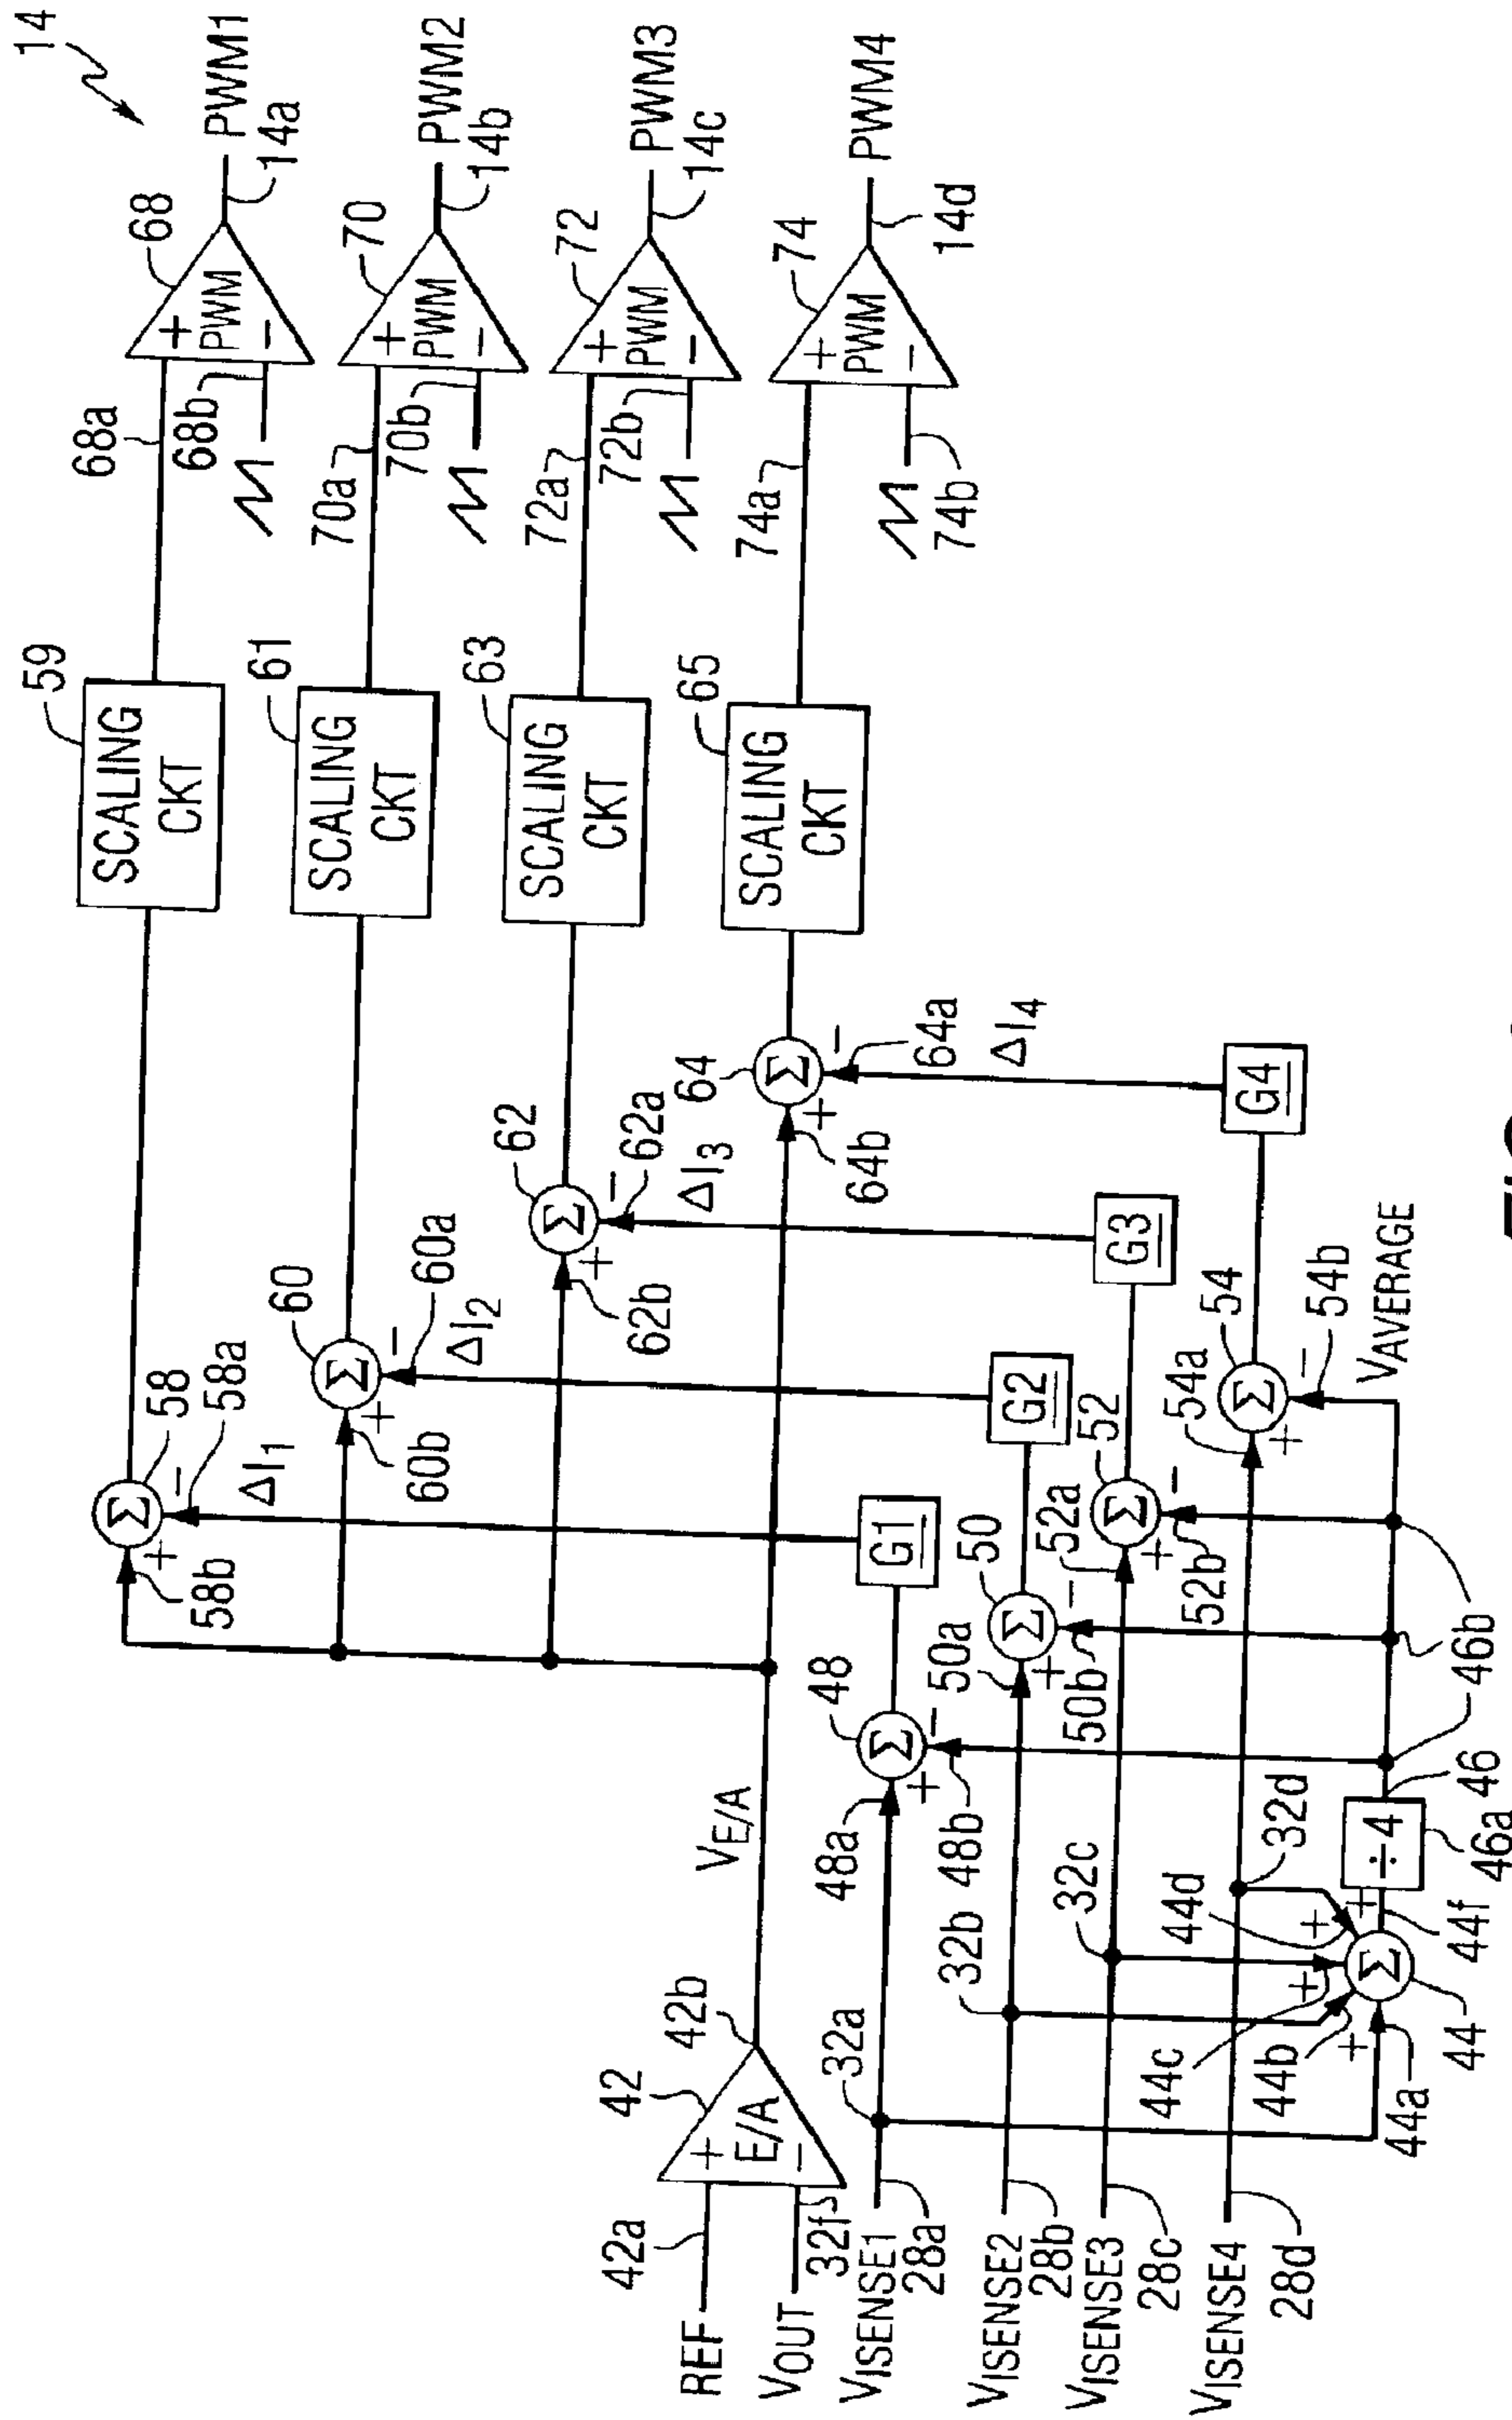 14
PWM1
14a
68
+
PWM
−
68a
68b
59
SCALING
CKT
58
Σ
−
58a
+
58b
ΔI1
PWM2
14b
70
+
PWM
−
70a
70b
61
SCALING
CKT
60
Σ
−
60a
+
60b
ΔI2
PWM3
14c
72
+
PWM
−
72a
72b
63
SCALING
CKT
62
Σ
−
62a
+
62b
ΔI3
PWM4
14d
74
+
PWM
−
74a
74b
65
SCALING
CKT
64
Σ
−
64a
+
64b
ΔI4
REF
42a
42
+
E/A
−
42b
VE/A
VOUT
32f
VISENSE1
28a
32a
48a
48
Σ
+
−
48b
G1
VISENSE2
28b
32b
50a
50
Σ
+
−
50b
G2
VISENSE3
28c
32c
52a
52
Σ
+
−
52b
G3
VISENSE4
28d
32d
54a
54
Σ
+
−
54b
G4
VAVERAGE
44a
44b
44c
44d
+
+
+
+
Σ
44
44f
÷4
46a
46
46b